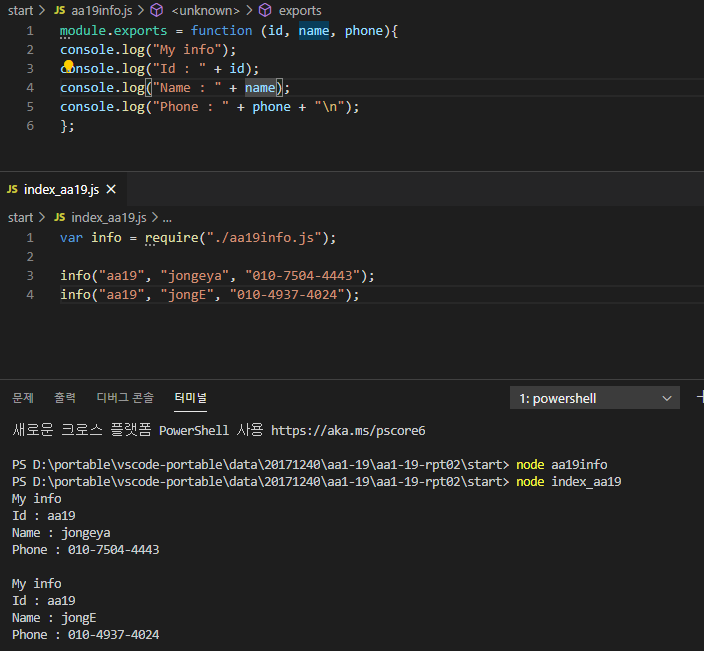 start > JS aa19info.js > <unknown> > exports
1 module.exports = function (id, name, phone){
2 console.log("My info");
3 console.log("Id : " + id);
4 console.log("Name : " + name);
5 console.log("Phone : " + phone + "\n");
6 };
JS index_aa19.js ×
start > JS index_aa19.js > ...
1 var info = require("./aa19info.js");
2
3 info("aa19", "jongeya", "010-7504-4443");
4 info("aa19", "jongE", "010-4937-4024");
문제 출력 디버그 콘솔 터미널 1: powershell +
새로운 크로스 플랫폼 PowerShell 사용 https://aka.ms/pscore6
PS D:\portable\vscode-portable\data\20171240\aa1-19\aa1-19-rpt02\start> node aa19info
PS D:\portable\vscode-portable\data\20171240\aa1-19\aa1-19-rpt02\start> node index_aa19
My info
Id : aa19
Name : jongeya
Phone : 010-7504-4443
My info
Id : aa19
Name : jongE
Phone : 010-4937-4024